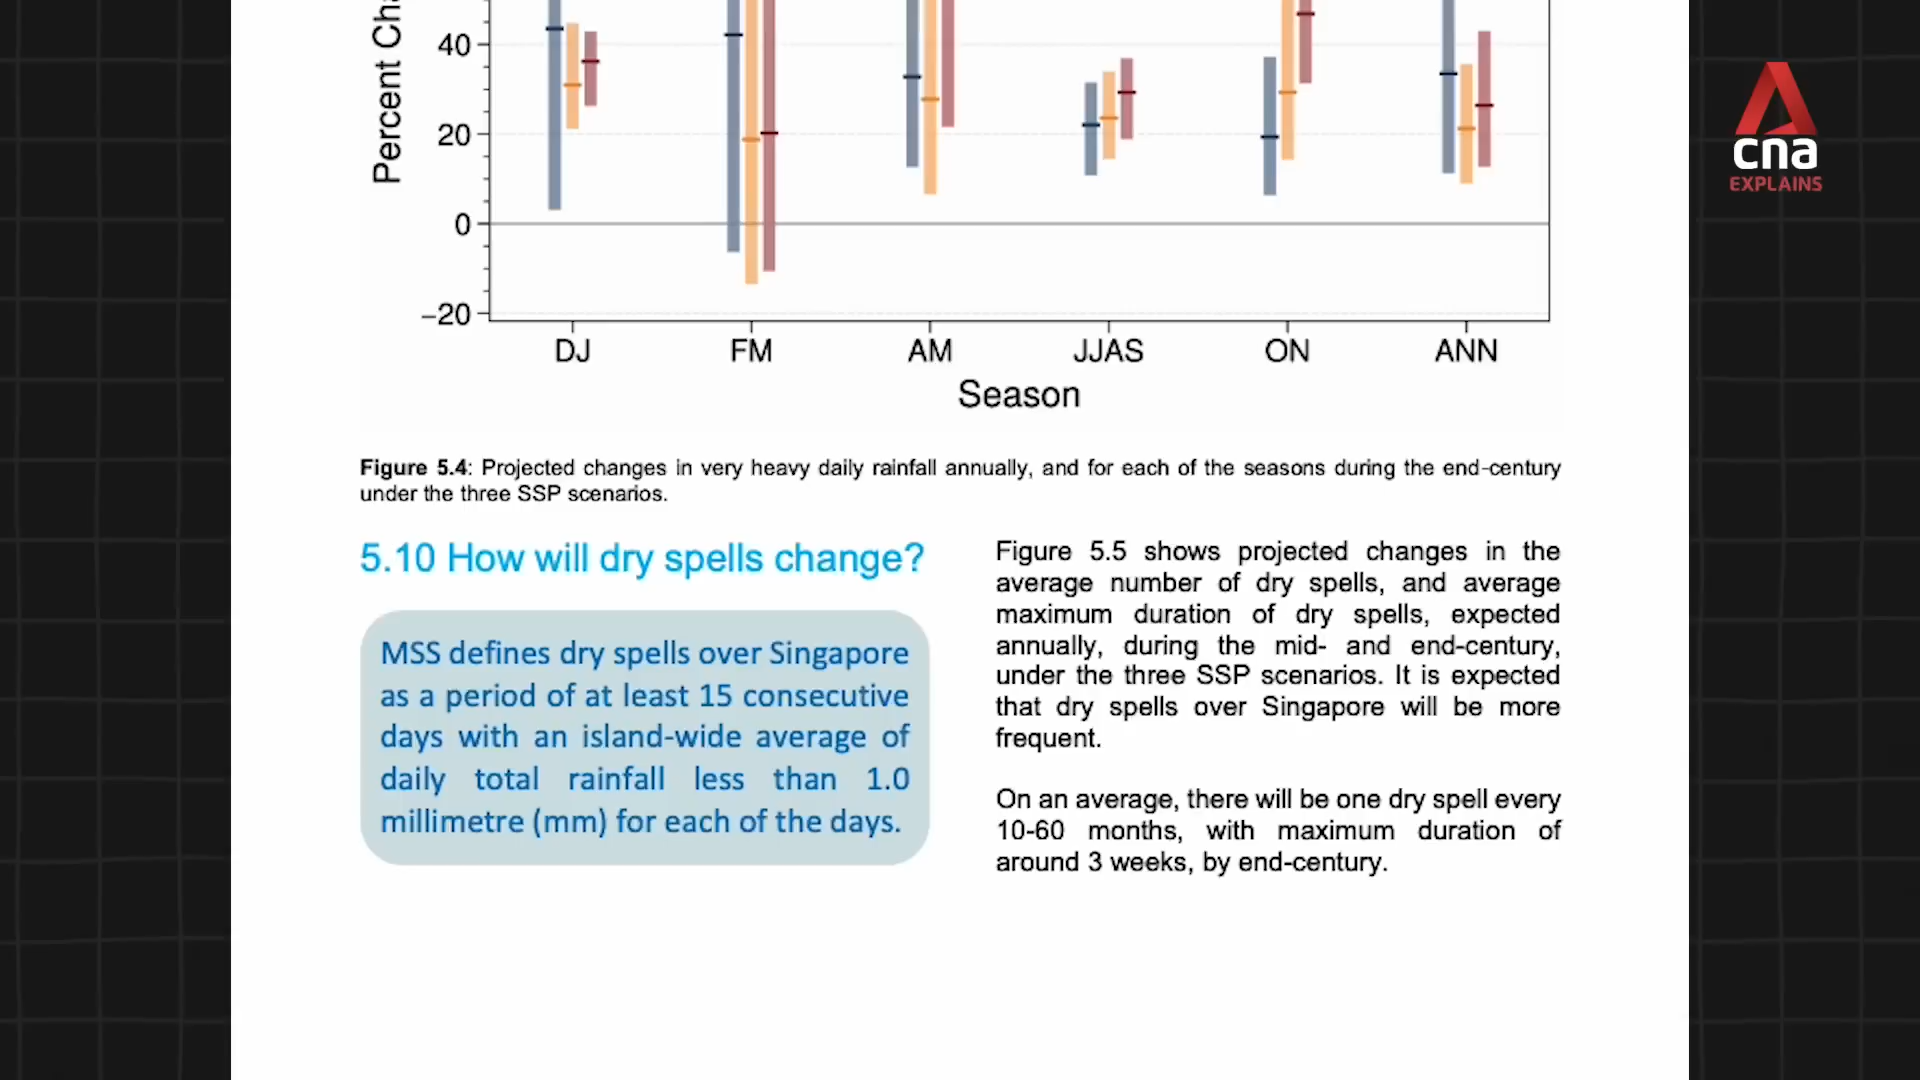 Percent Cha
40
20
0
−20
DJ FM AM JJAS ON ANN
Season
cna
EXPLAINS
Figure 5.4: Projected changes in very heavy daily rainfall annually, and for each of the seasons during the end-century
under the three SSP scenarios.
5.10 How will dry spells change?
MSS defines dry spells over Singapore
as a period of at least 15 consecutive
days with an island-wide average of
daily total rainfall less than 1.0
millimetre (mm) for each of the days.
Figure 5.5 shows projected changes in the
average number of dry spells, and average
maximum duration of dry spells, expected
annually, during the mid- and end-century,
under the three SSP scenarios. It is expected
that dry spells over Singapore will be more
frequent.
On an average, there will be one dry spell every
10-60 months, with maximum duration of
around 3 weeks, by end-century.